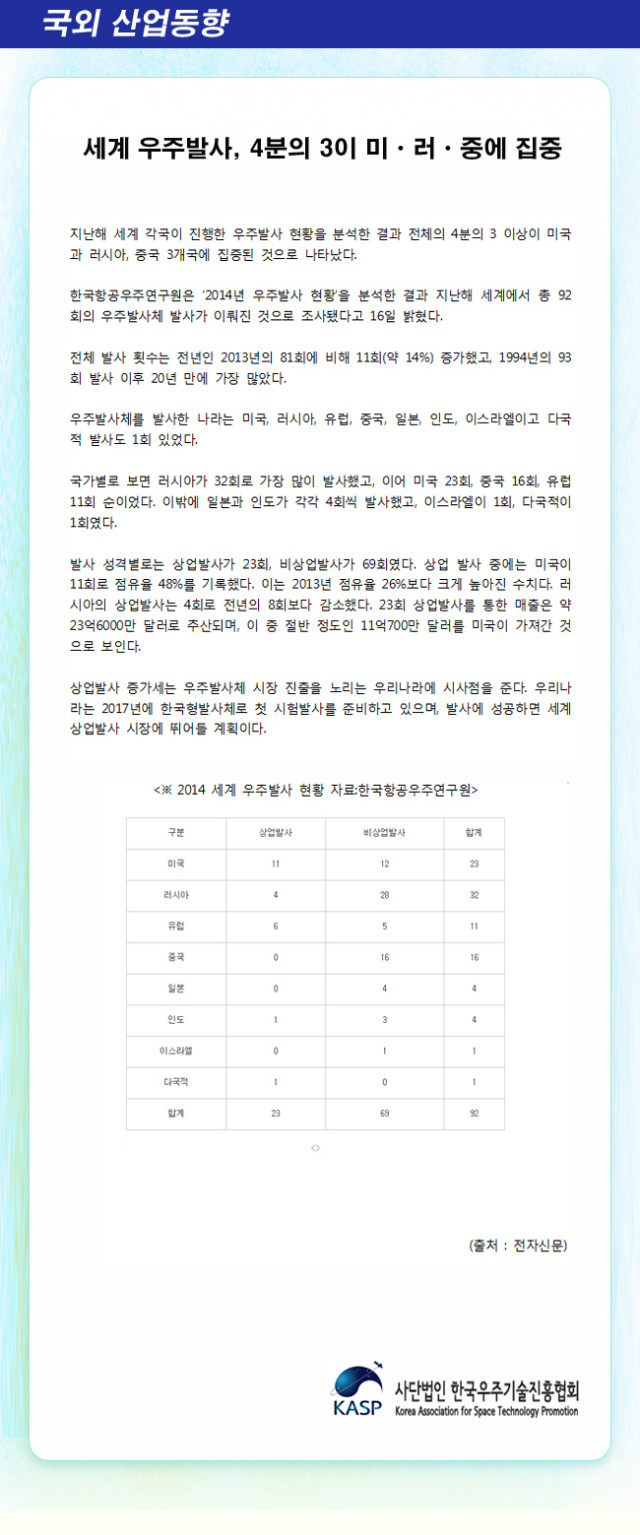 국외 산업동향
세계 우주발사, 4분의 3이 미·러·중에 집중
지난해 세계 각국이 진행한 우주발사 현황을 분석한 결과 전체의 4분의 3 이상이 미국
과 러시아, 중국 3개국에 집중된 것으로 나타났다.
한국항공우주연구원은 '2014년 우주발사 현황'을 분석한 결과 지난해 세계에서 총 92
회의 우주발사체 발사가 이뤄진 것으로 조사됐다고 16일 밝혔다.
전체 발사 횟수는 전년인 2013년의 81회에 비해 11회(약 14%) 증가했고, 1994년의 93
회 발사 이후 20년 만에 가장 많았다.
우주발사체를 발사한 나라는 미국, 러시아, 유럽, 중국, 일본, 인도, 이스라엘이고 다국
적 발사도 1회 있었다.
국가별로 보면 러시아가 32회로 가장 많이 발사했고, 이어 미국 23회, 중국 16회, 유럽
11회 순이었다. 이밖에 일본과 인도가 각각 4회씩 발사했고, 이스라엘이 1회, 다국적이
1회였다.
발사 성격별로는 상업발사가 23회, 비상업발사가 69회였다. 상업 발사 중에는 미국이
11회로 점유율 48%를 기록했다. 이는 2013년 점유율 26%보다 크게 높아진 수치다. 러
시아의 상업발사는 4회로 전년의 8회보다 감소했다. 23회 상업발사를 통한 매출은 약
23억6000만 달러로 추산되며, 이 중 절반 정도인 11억700만 달러를 미국이 가져간 것
으로 보인다.
상업발사 증가세는 우주발사체 시장 진출을 노리는 우리나라에 시사점을 준다. 우리나
라는 2017년에 한국형발사체로 첫 시험발사를 준비하고 있으며, 발사에 성공하면 세계
상업발사 시장에 뛰어들 계획이다.
<※ 2014 세계 우주발사 현황 자료:한국항공우주연구원>
구분 상업발사 비상업발사 합계
미국 11 12 23
러시아 4 28 32
유럽 6 5 11
중국 0 16 16
일본 0 4 4
인도 1 3 4
이스라엘 0 1 1
다국적 1 0 1
합계 23 69 92
<>
(출처 : 전자신문)
KASP 사단법인 한국우주기술진흥협회
Korea Association for Space Technology Promotion